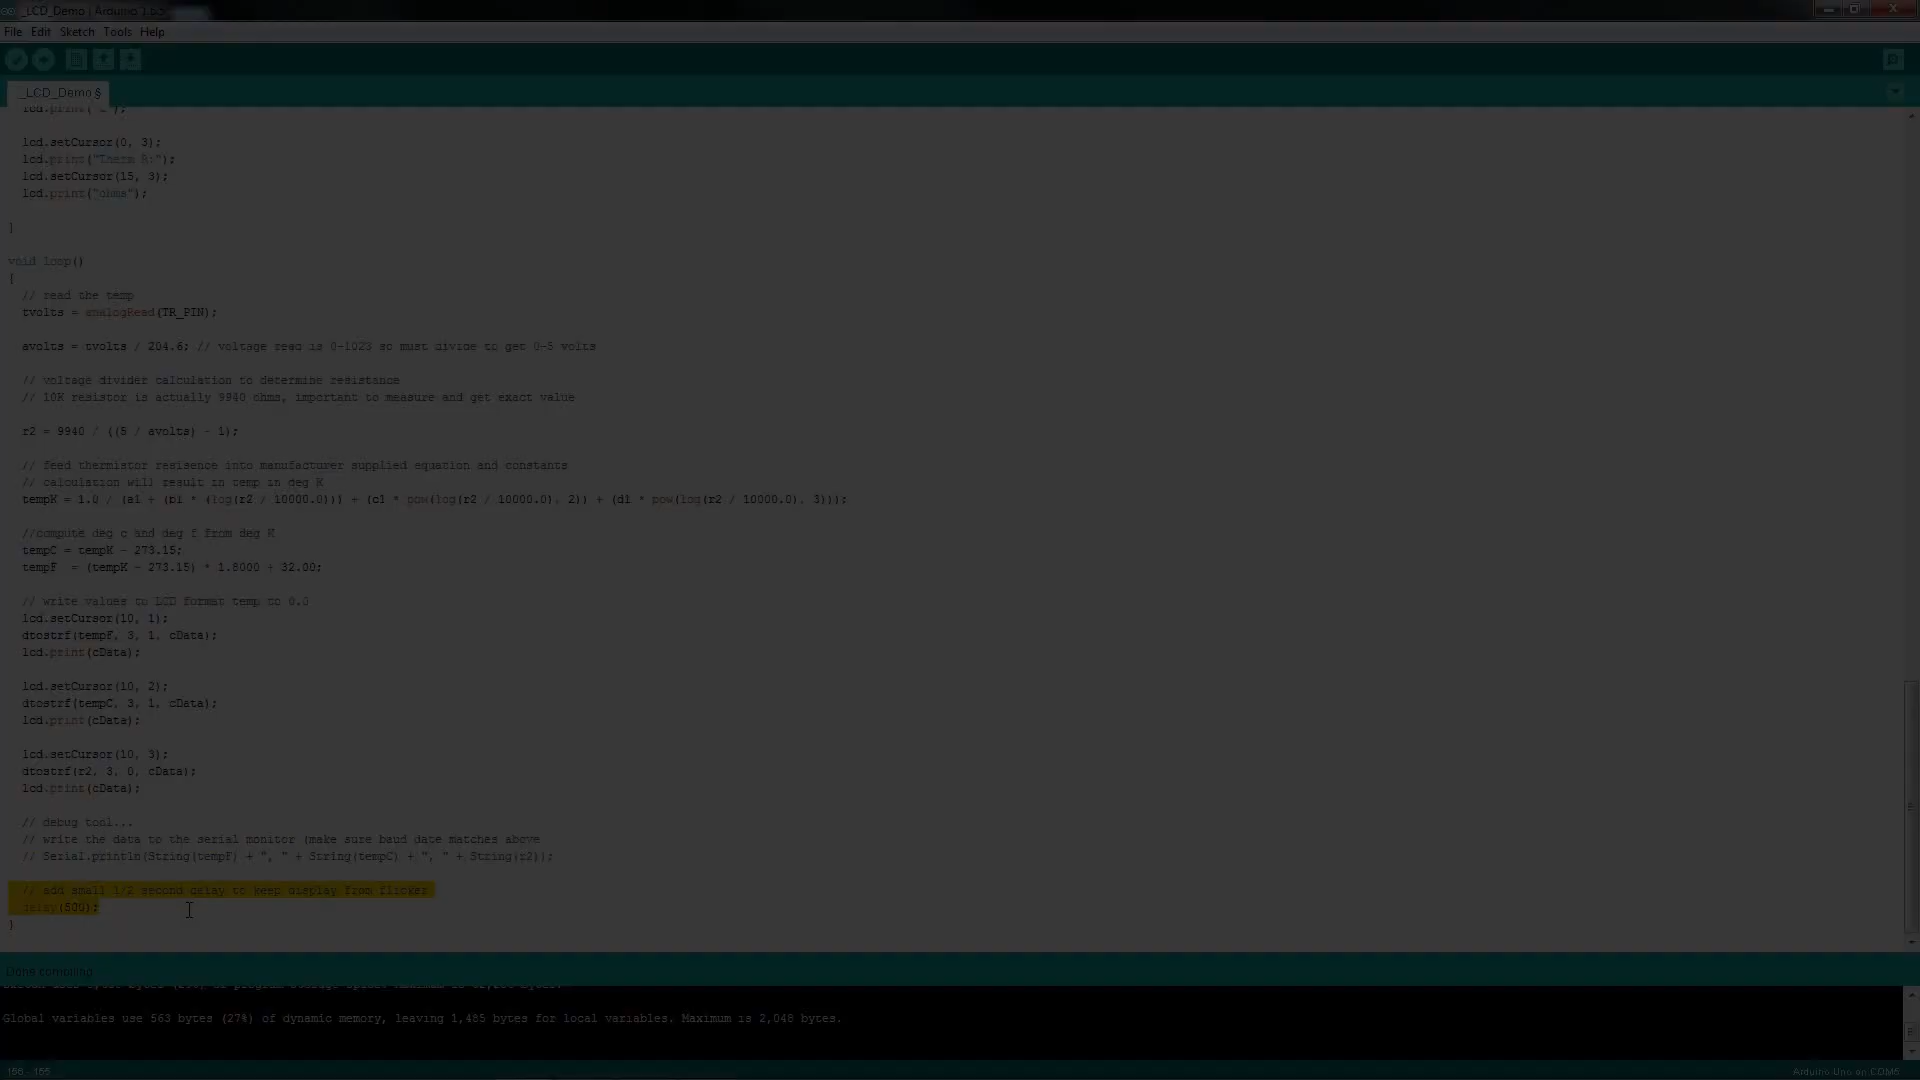 _LCD_Demo | Arduino 1.6.5
File Edit Sketch Tools Help
_LCD_Demo §
lcd.setCursor(0, 3);
lcd.print("Therm R:");
lcd.setCursor(15, 3);
lcd.print("ohms");
}
void loop()
{
// read the temp
tvolts = analogRead(TR_PIN);
avolts = tvolts / 204.6; // voltage read is 0-1023 so must divide to get 0-5 volts
// voltage divider calculation to determine resistance
// 10K resistor is actually 9940 ohms, important to measure and get exact value
r2 = 9940 / ((5 / avolts) - 1);
// feed thermistor resisence into manufacturer supplied equation and constants
// calculation will result in temp in deg K
tempK = 1.0 / (a1 + (b1 * (log(r2 / 10000.0))) + (c1 * pow(log(r2 / 10000.0), 2)) + (d1 * pow(log(r2 / 10000.0), 3)));
//compute deg c and deg f from deg K
tempC = tempK - 273.15;
tempF  = (tempK - 273.15) * 1.8000 + 32.00;
// write values to LCD format temp to 0.0
lcd.setCursor(10, 1);
dtostrf(tempF, 3, 1, cData);
lcd.print(cData);
lcd.setCursor(10, 2);
dtostrf(tempC, 3, 1, cData);
lcd.print(cData);
lcd.setCursor(10, 3);
dtostrf(r2, 3, 0, cData);
lcd.print(cData);
// debug tool...
// write the data to the serial monitor (make sure baud date matches above
// Serial.println(String(tempF) + ", " + String(tempC) + ", " + String(r2));
// add small 1/2 second delay to keep display from flicker
delay(500);
}
Done compiling
Global variables use 563 bytes (27%) of dynamic memory, leaving 1,485 bytes for local variables. Maximum is 2,048 bytes.
156 - 155
Arduino Uno on COM5